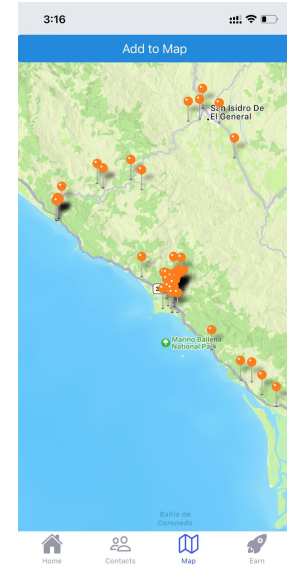 3:16
Add to Map
San Isidro De
El General
Marino Ballena
National Park
Bahía de
Coronado
Home
Contacts
Map
Earn